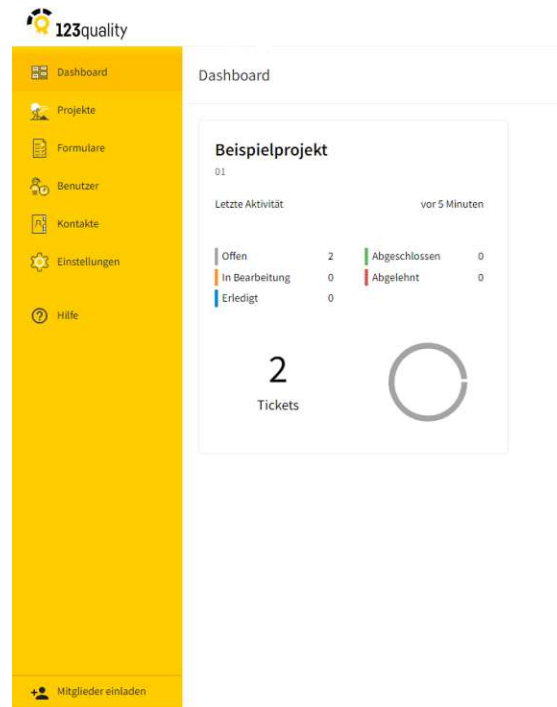 123quality
Dashboard
Projekte
Formulare
Benutzer
Kontakte
Einstellungen
Hilfe
Mitglieder einladen
Dashboard
Beispielprojekt
01
Letzte Aktivität vor 5 Minuten
Offen 2 Abgeschlossen 0
In Bearbeitung 0 Abgelehnt 0
Erledigt 0
2
Tickets